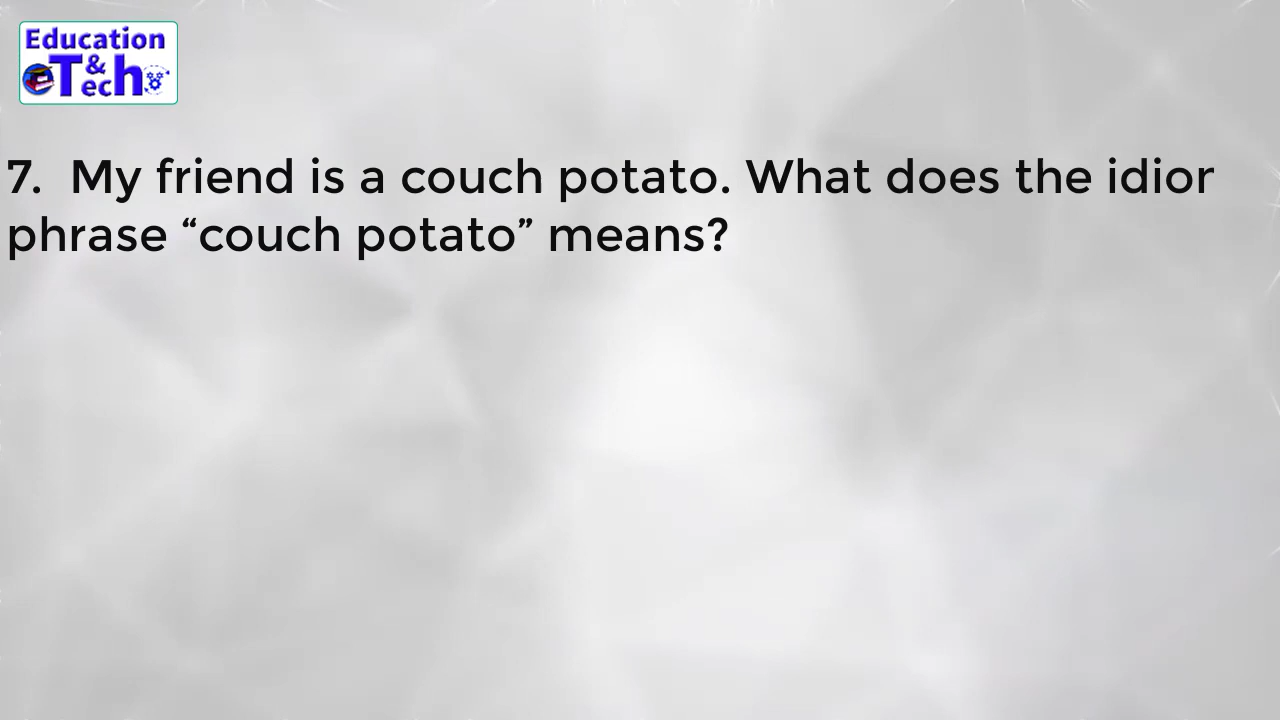 Education
&
Tech
7. My friend is a couch potato. What does the idior
phrase “couch potato” means?